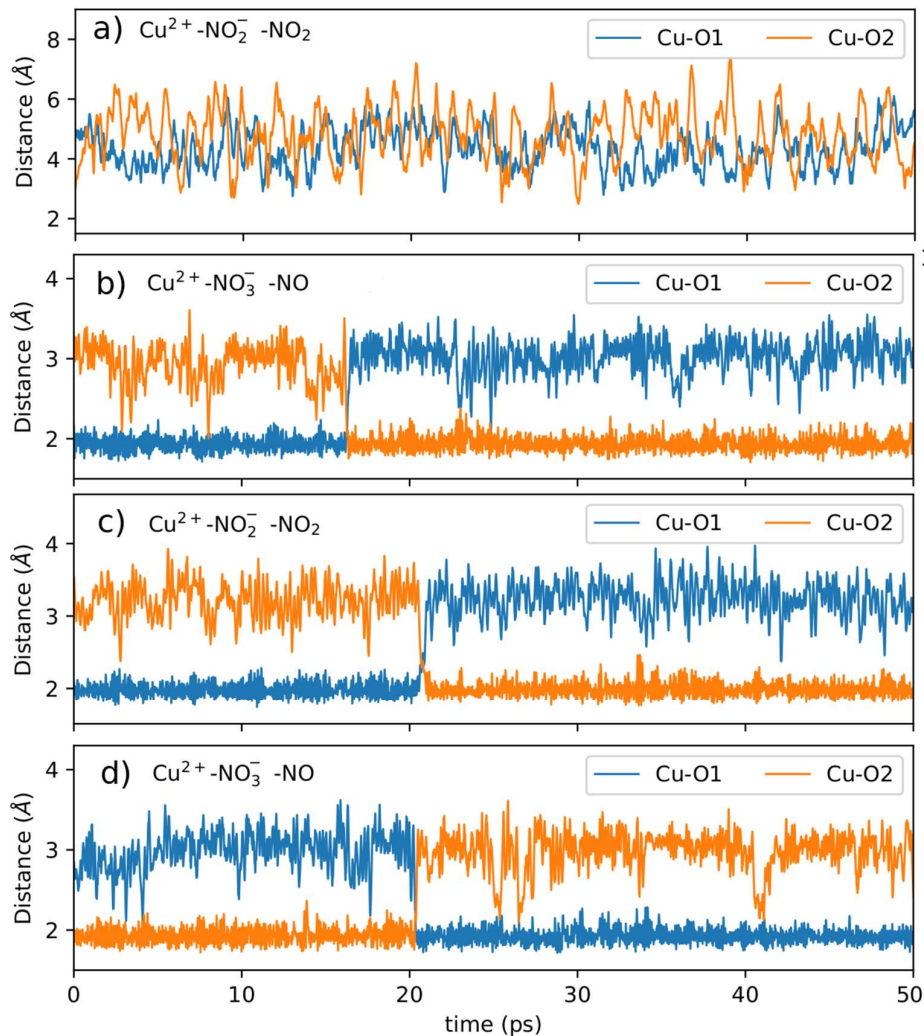 a) Cu²⁺-NO₂⁻ -NO₂
Cu-O1 Cu-O2
Distance (Å)
8
6
4
2
b) Cu²⁺-NO₃⁻ -NO
Cu-O1 Cu-O2
Distance (Å)
4
3
2
c) Cu²⁺-NO₂⁻ -NO₂
Cu-O1 Cu-O2
Distance (Å)
4
3
2
d) Cu²⁺-NO₃⁻ -NO
Cu-O1 Cu-O2
Distance (Å)
4
3
2
0 10 20 30 40 50
time (ps)